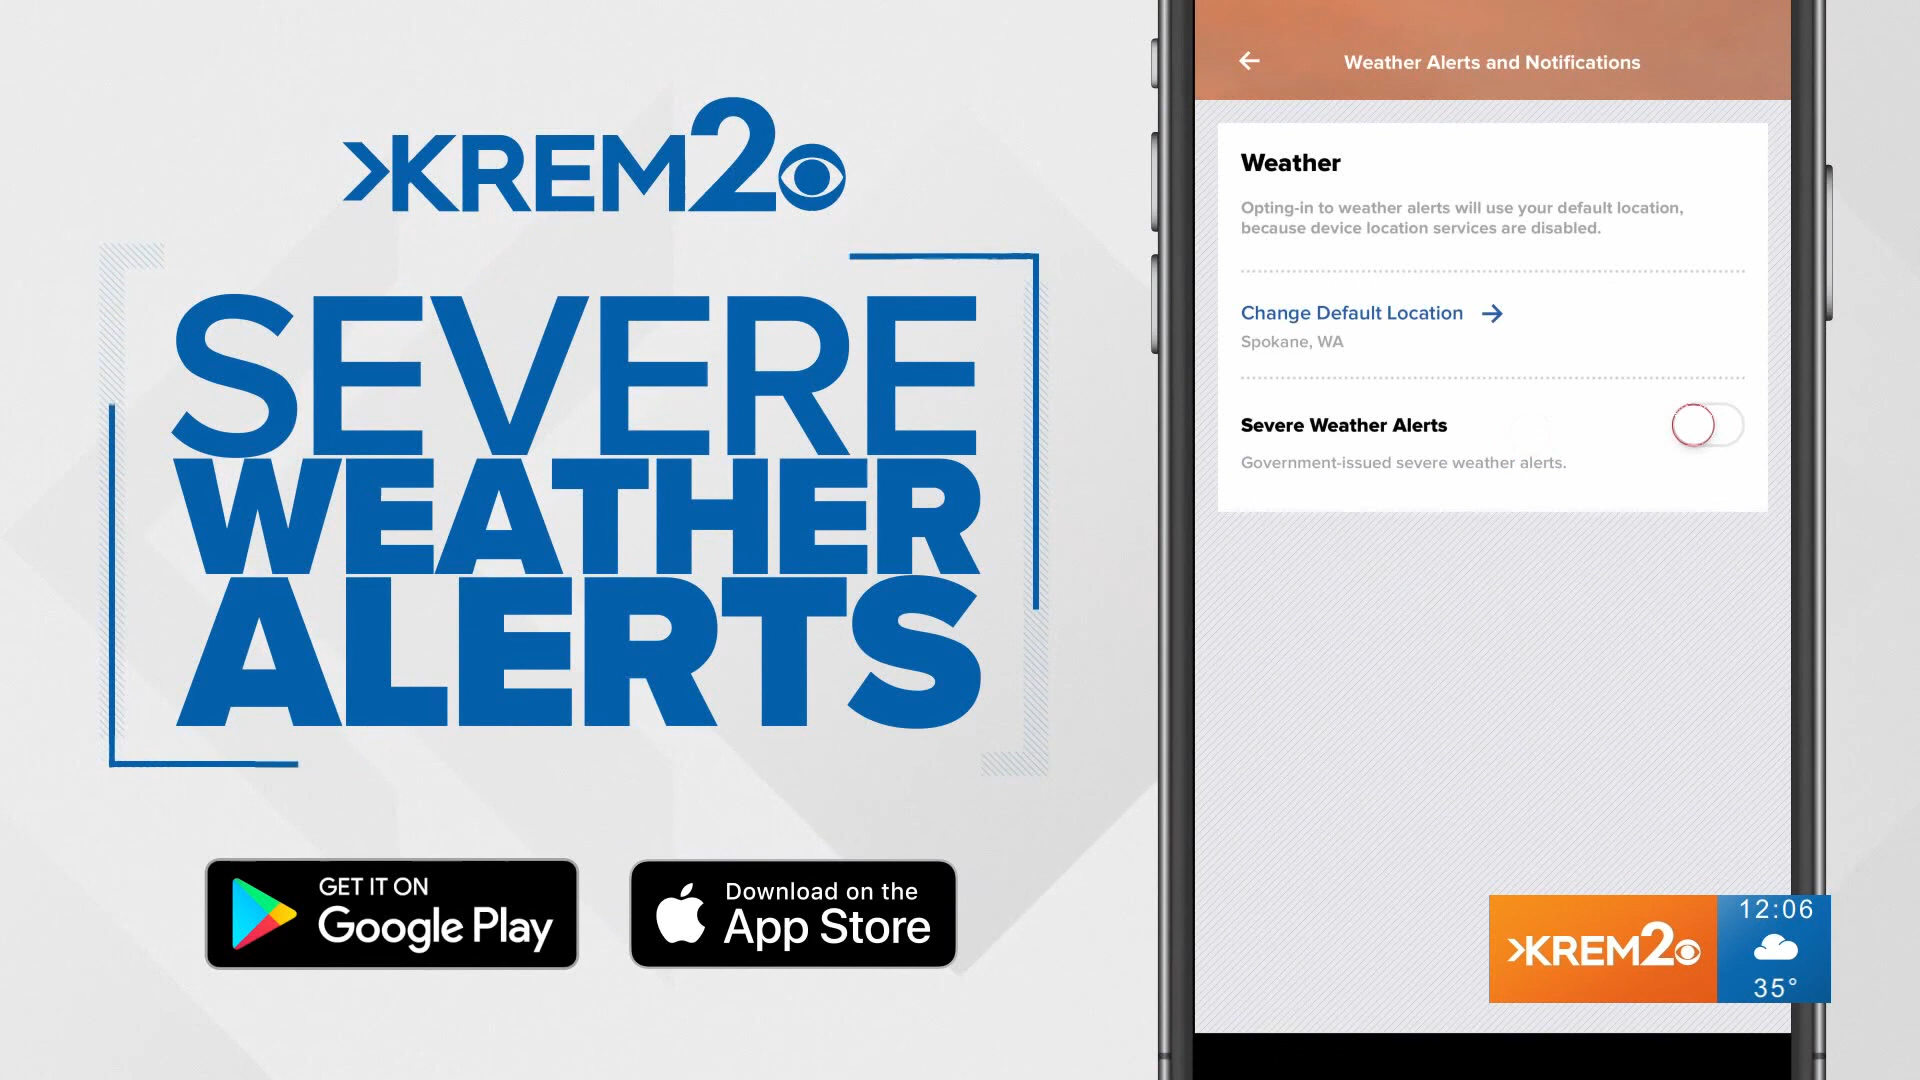 KREM2
SEVERE
WEATHER
ALERTS
GET IT ON
Google Play
Download on the
App Store
Weather Alerts and Notifications
Weather
Opting-in to weather alerts will use your default location,
because device location services are disabled.
Change Default Location
Spokane, WA
Severe Weather Alerts
Government-issued severe weather alerts.
KREM2
12:06
35°